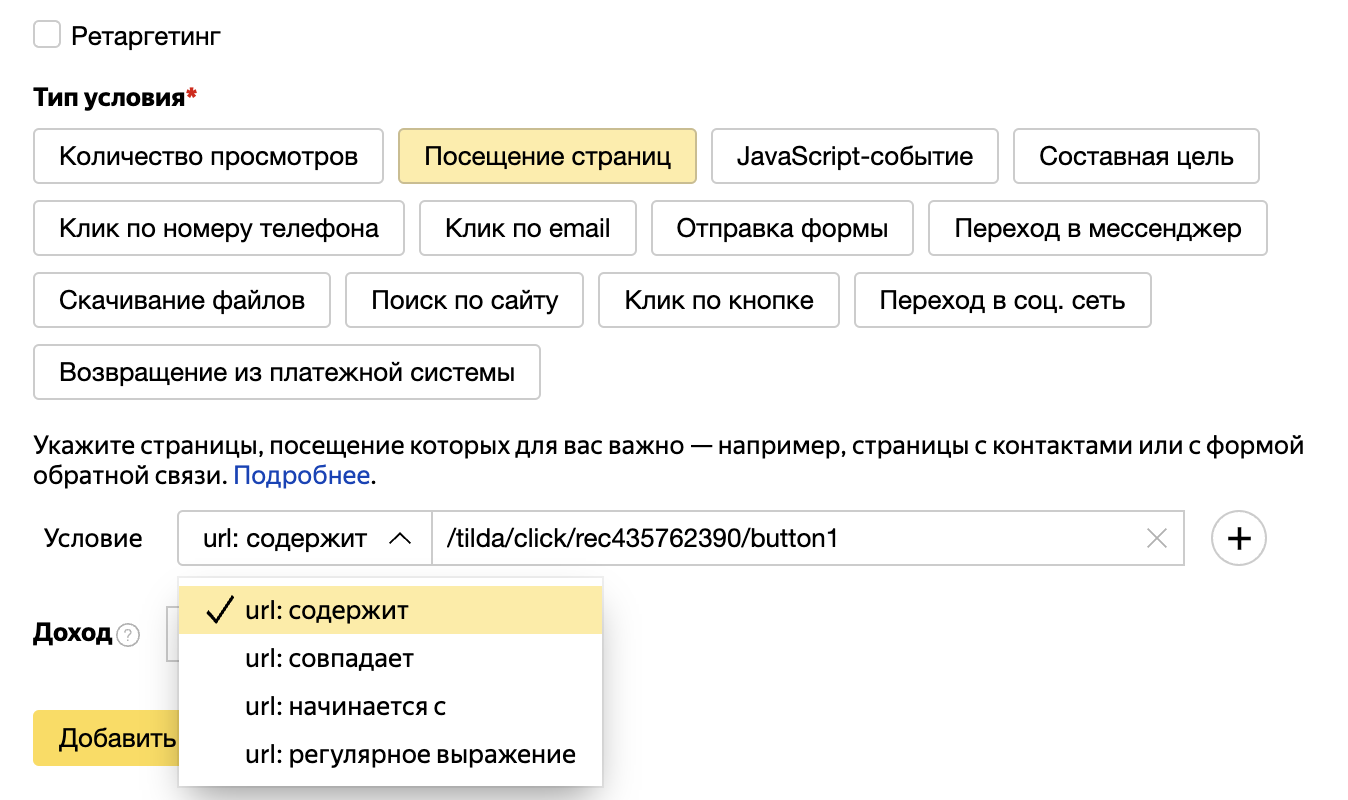 Ретаргетинг
Тип условия*
Количество просмотров Посещение страниц JavaScript-событие Составная цель
Клик по номеру телефона Клик по email Отправка формы Переход в мессенджер
Скачивание файлов Поиск по сайту Клик по кнопке Переход в соц. сеть
Возвращение из платежной системы
Укажите страницы, посещение которых для вас важно — например, страницы с контактами или с формой
обратной связи. Подробнее.
Условие url: содержит /tilda/click/rec435762390/button1
url: содержит
Доход ?
url: совпадает
url: начинается с
Добавить
url: регулярное выражение